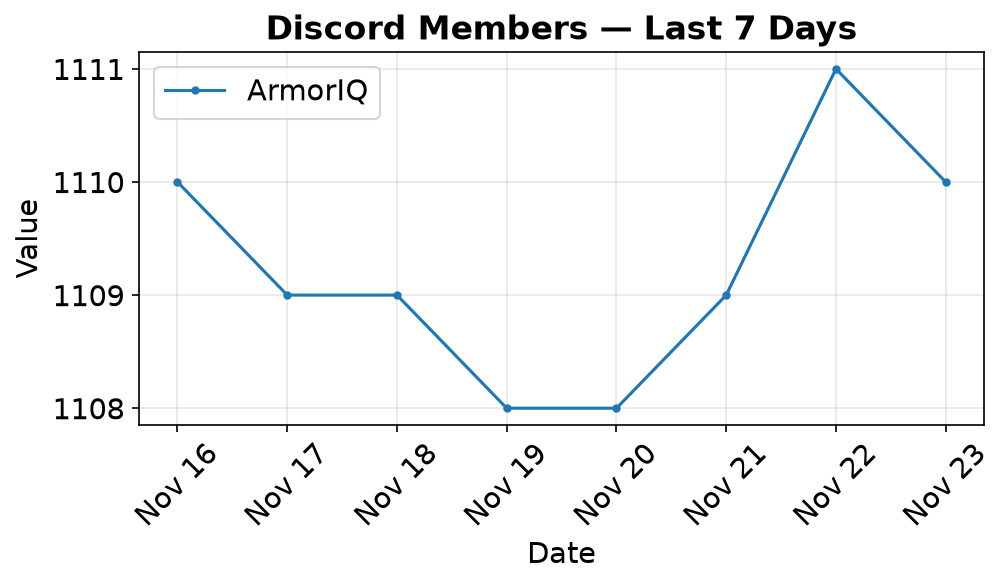 Discord Members — Last 7 Days
ArmorIQ
Value
1111
1110
1109
1108
Nov 16
Nov 17
Nov 18
Nov 19
Nov 20
Nov 21
Nov 22
Nov 23
Date